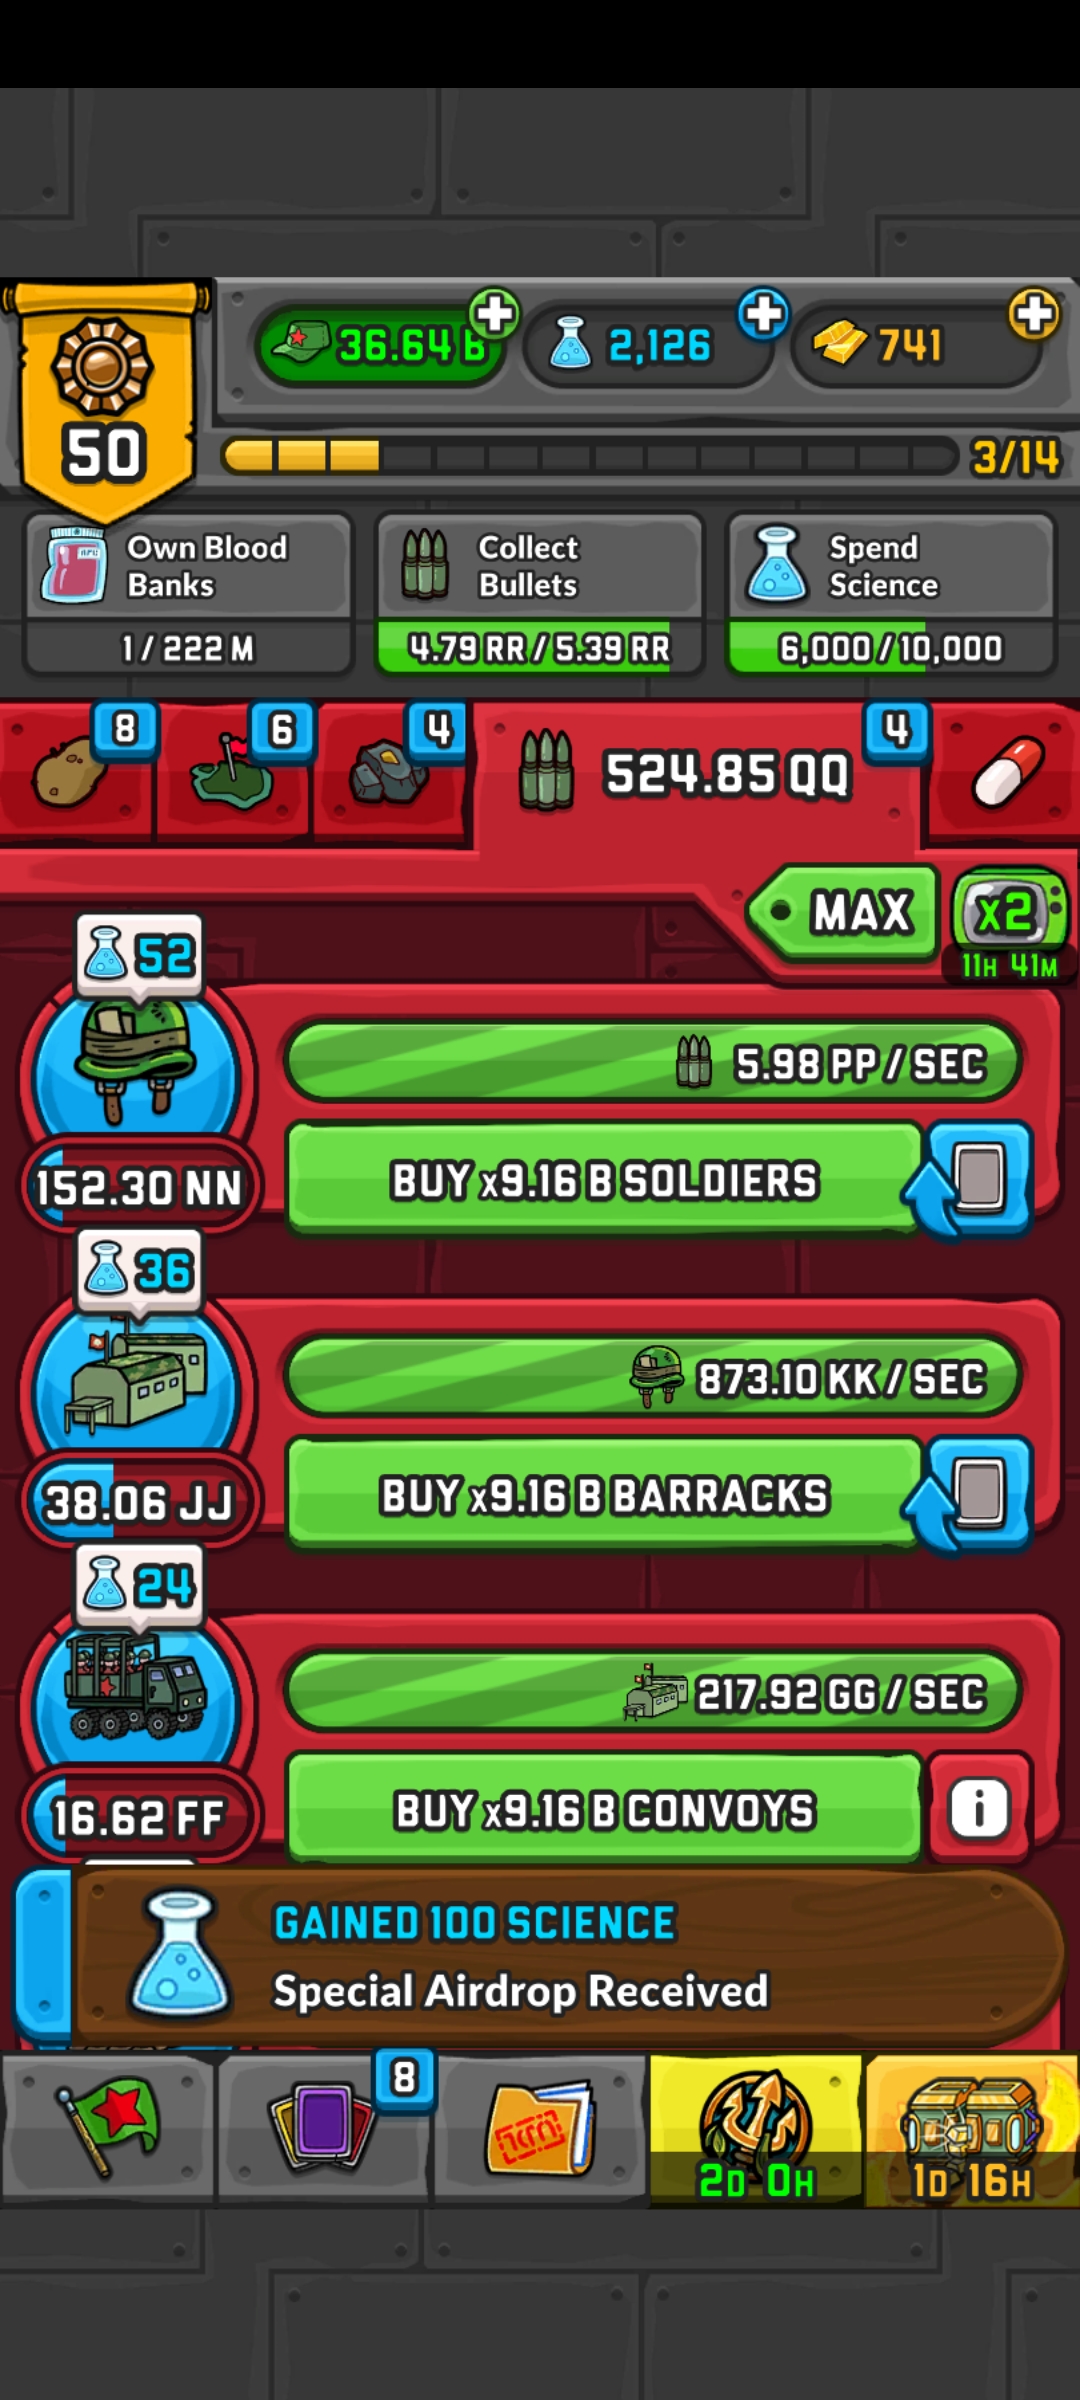 36.64 B
2,126
741
50
3/14
Own Blood
Banks
1 / 222 M
Collect
Bullets
4.79 RR / 5.39 RR
Spend
Science
6,000 / 10,000
8
6
4
524.85 QQ
4
MAX
x2
11H 41M
52
5.98 PP / SEC
152.30 NN
BUY x9.16 B SOLDIERS
36
873.10 KK / SEC
38.06 JJ
BUY x9.16 B BARRACKS
24
217.92 GG / SEC
16.62 FF
BUY x9.16 B CONVOYS
i
GAINED 100 SCIENCE
Special Airdrop Received
8
2D 0H
1D 16H